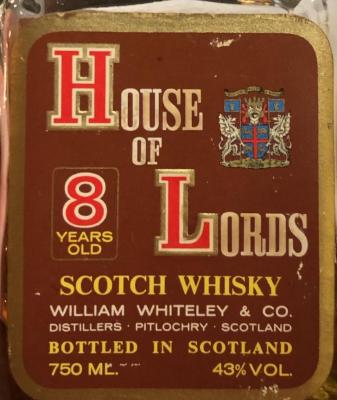 HOUSE
OF
LORDS
8
YEARS
OLD
SCOTCH WHISKY
WILLIAM WHITELEY & CO.
DISTILLERS · PITLOCHRY · SCOTLAND
BOTTLED IN SCOTLAND
750 ML. 43% VOL.